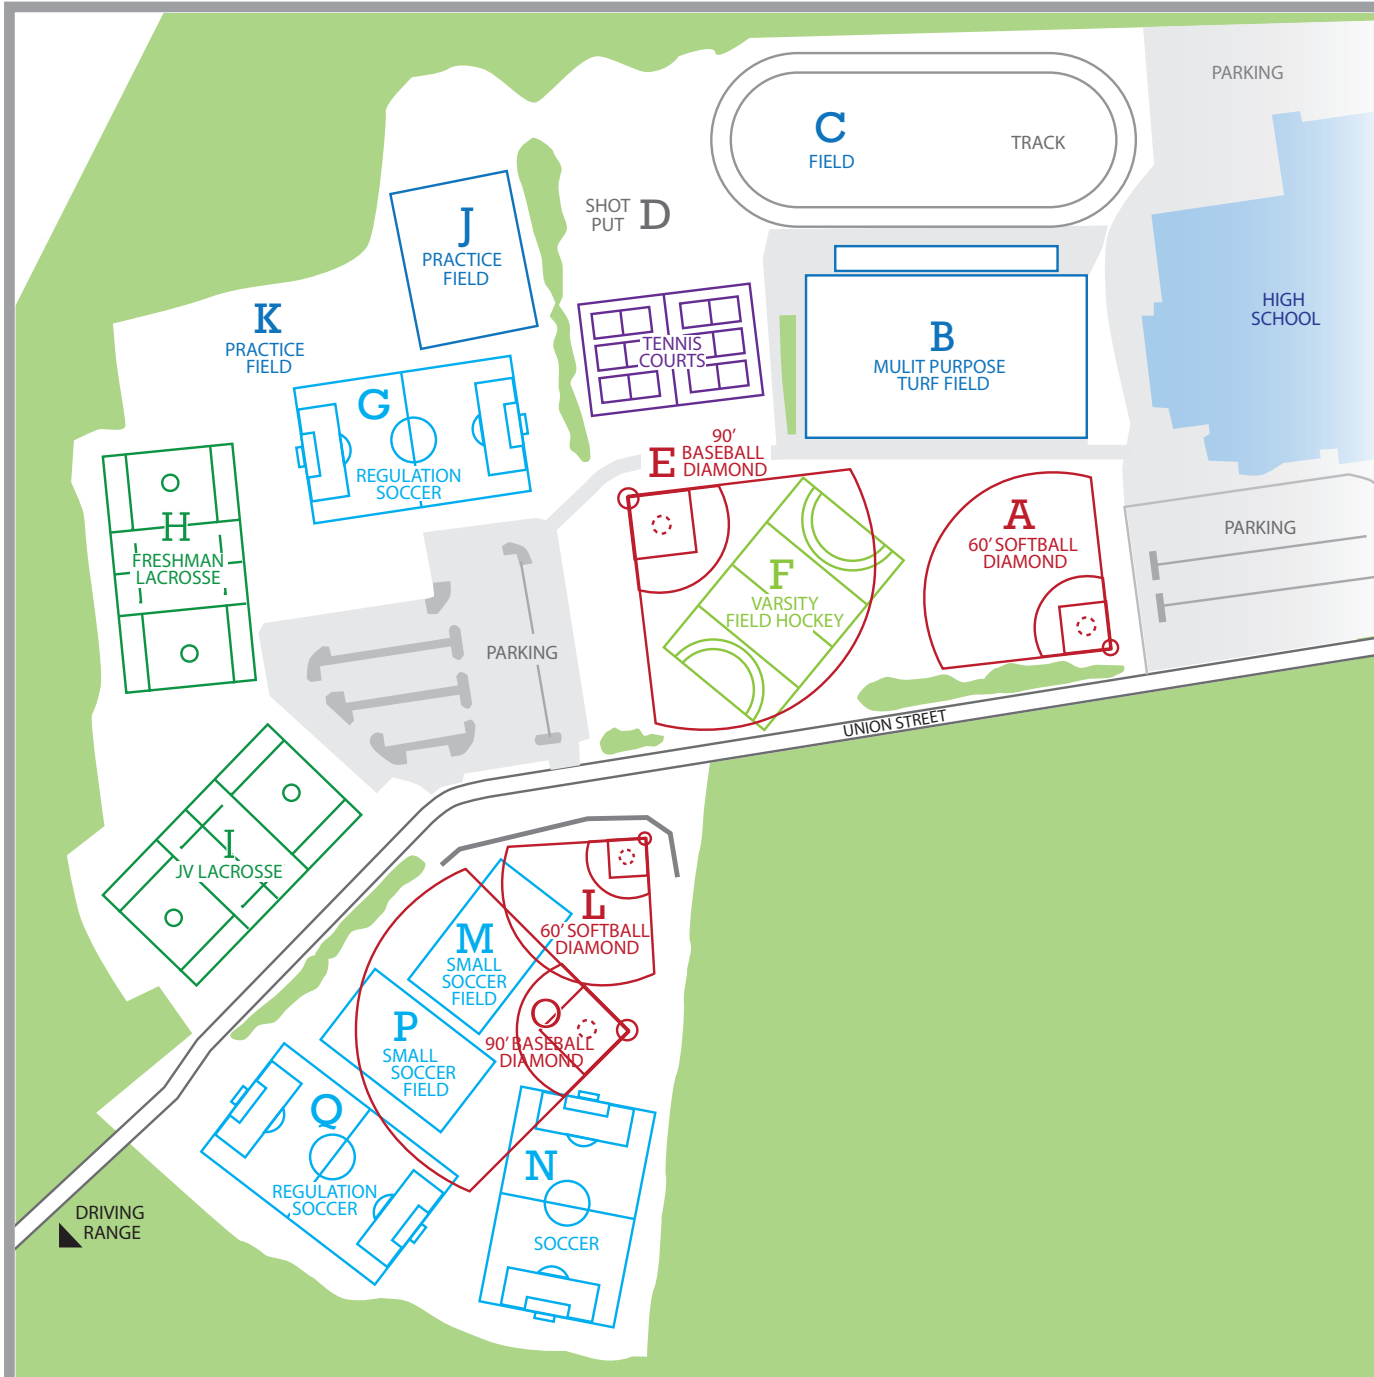 PARKING
C
FIELD
TRACK
SHOT
PUT
D
J
PRACTICE
FIELD
K
PRACTICE
FIELD
HIGH
SCHOOL
TENNIS
COURTS
B
MULIT PURPOSE
TURF FIELD
G
REGULATION
SOCCER
E
90'
BASEBALL
DIAMOND
H
FRESHMAN
LACROSSE
A
60' SOFTBALL
DIAMOND
PARKING
F
VARSITY
FIELD HOCKEY
PARKING
UNION STREET
I
JV LACROSSE
L
60' SOFTBALL
DIAMOND
M
SMALL
SOCCER
FIELD
O
90' BASEBALL
DIAMOND
P
SMALL
SOCCER
FIELD
Q
REGULATION
SOCCER
N
SOCCER
DRIVING
RANGE